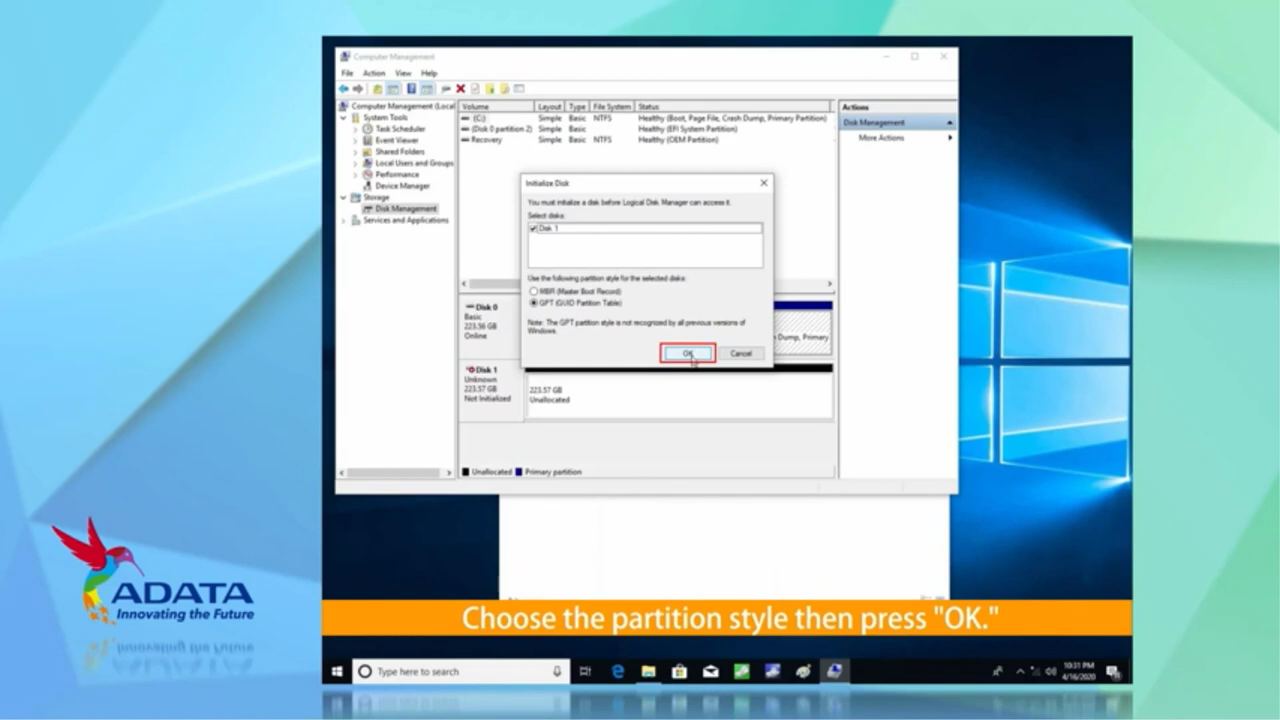 Computer Management
File Action View Help
Computer Management (Local
System Tools
Task Scheduler
Event Viewer
Shared Folders
Local Users and Groups
Performance
Device Manager
Storage
Disk Management
Services and Applications
Volume Layout Type File System Status
(C:) Simple Basic NTFS Healthy (Boot, Page File, Crash Dump, Primary Partition)
(Disk 0 partition 2) Simple Basic Healthy (EFI System Partition)
Recovery Simple Basic NTFS Healthy (OEM Partition)
Actions
Disk Management
More Actions
Initialize Disk
You must initialize a disk before Logical Disk Manager can access it.
Select disks:
Disk 1
Use the following partition style for the selected disks:
MBR (Master Boot Record)
GPT (GUID Partition Table)
Note: The GPT partition style is not recognized by all previous versions of
Windows.
OK Cancel
Disk 0
Basic
223.56 GB
Online
Dump, Primary
Disk 1
Unknown
223.57 GB
Not Initialized
223.57 GB
Unallocated
Unallocated Primary partition
ADATA
Innovating the Future
Choose the partition style then press "OK."
Type here to search
10:31 PM
4/16/2020